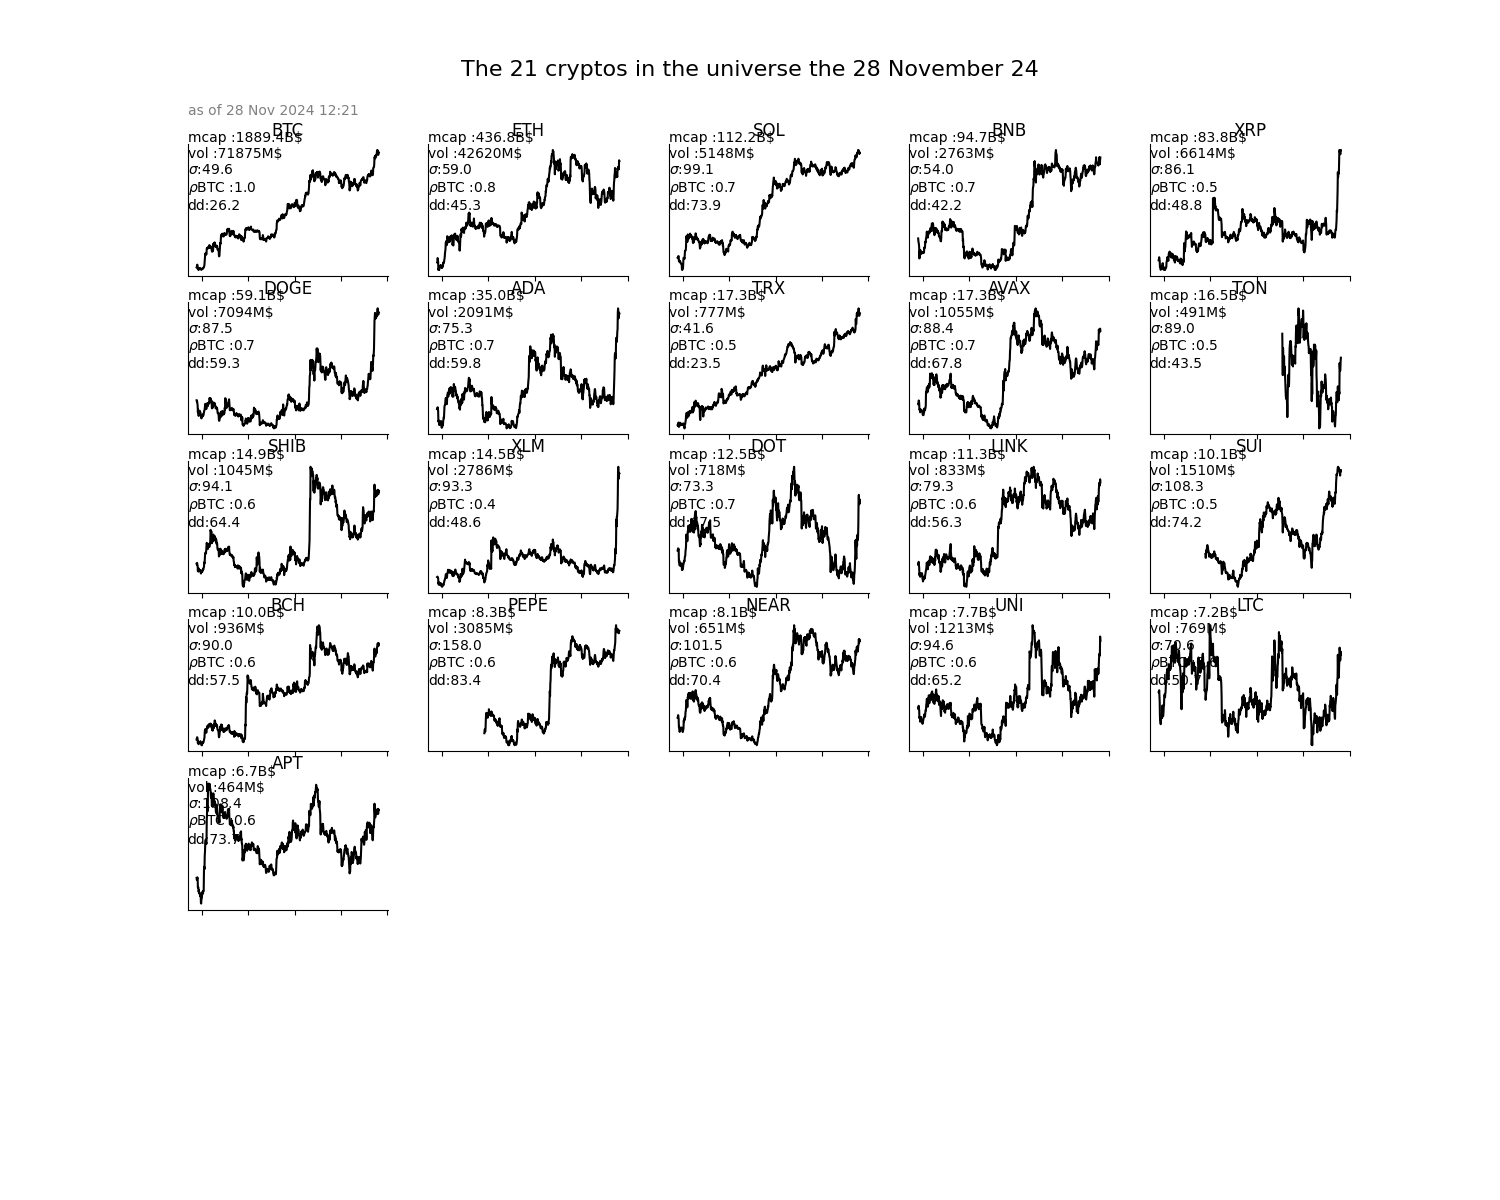 The 21 cryptos in the universe the 28 November 24
as of 28 Nov 2024 12:21
BTC
mcap :1889.4B$
vol :71875M$
σ:49.6
ρBTC :1.0
dd:26.2
ETH
mcap :436.8B$
vol :42620M$
σ:59.0
ρBTC :0.8
dd:45.3
SOL
mcap :112.2B$
vol :5148M$
σ:99.1
ρBTC :0.7
dd:73.9
BNB
mcap :94.7B$
vol :2763M$
σ:54.0
ρBTC :0.7
dd:42.2
XRP
mcap :83.8B$
vol :6614M$
σ:86.1
ρBTC :0.5
dd:48.8
DOGE
mcap :59.1B$
vol :7094M$
σ:87.5
ρBTC :0.7
dd:59.3
ADA
mcap :35.0B$
vol :2091M$
σ:75.3
ρBTC :0.7
dd:59.8
TRX
mcap :17.3B$
vol :777M$
σ:41.6
ρBTC :0.5
dd:23.5
AVAX
mcap :17.3B$
vol :1055M$
σ:88.4
ρBTC :0.7
dd:67.8
TON
mcap :16.5B$
vol :491M$
σ:89.0
ρBTC :0.5
dd:43.5
SHIB
mcap :14.9B$
vol :1045M$
σ:94.1
ρBTC :0.6
dd:64.4
XLM
mcap :14.5B$
vol :2786M$
σ:93.3
ρBTC :0.4
dd:48.6
DOT
mcap :12.5B$
vol :718M$
σ:73.3
ρBTC :0.7
LINK
mcap :11.3B$
vol :833M$
σ:79.3
ρBTC :0.6
dd:56.3
SUI
mcap :10.1B$
vol :1510M$
σ:108.3
ρBTC :0.5
dd:74.2
BCH
mcap :10.0B$
vol :936M$
σ:90.0
ρBTC :0.6
dd:57.5
PEPE
mcap :8.3B$
vol :3085M$
σ:158.0
ρBTC :0.6
dd:83.4
NEAR
mcap :8.1B$
vol :651M$
σ:101.5
ρBTC :0.6
dd:70.4
UNI
mcap :7.7B$
vol :1213M$
σ:94.6
ρBTC :0.6
dd:65.2
LTC
mcap :7.2B$
vol :769M$
σ:70.6
APT
mcap :6.7B$
vol :464M$
σ:108.4
ρBTC :0.6